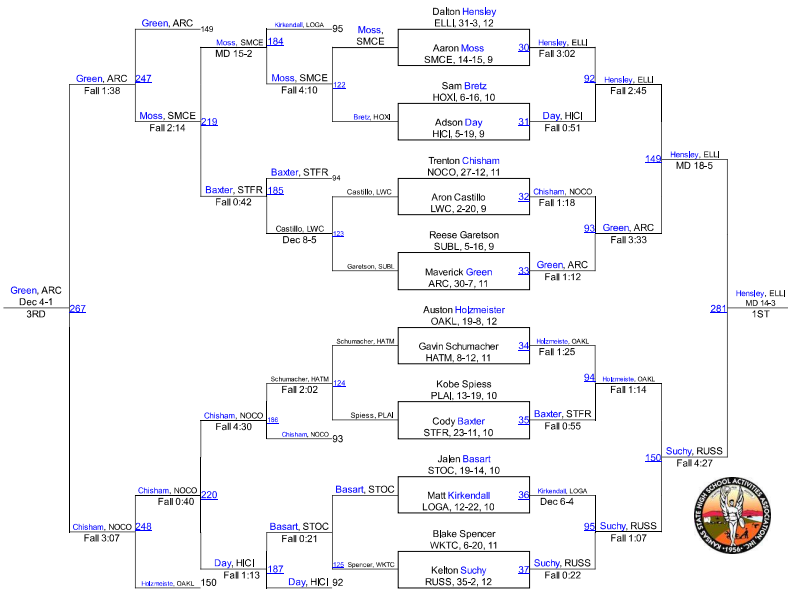 Green, ARC
149
Kirkendall, LOGA
95
Moss,
SMCE
Dalton Hensley
ELLI, 31-3, 12
Moss, SMCE
184
MD 15-2
Aaron Moss
SMCE, 14-15, 9
30
Hensley, ELLI
Fall 3:02
Green, ARC
247
Fall 1:38
Moss, SMCE
122
Fall 4:10
Sam Bretz
HOXI, 6-16, 10
92
Hensley, ELLI
Fall 2:45
Moss, SMCE
219
Fall 2:14
Bretz, HOXI
Adson Day
HICI, 5-19, 9
31
Day, HICI
Fall 0:51
Trenton Chisham
NOCO, 27-12, 11
149
Hensley, ELLI
MD 18-5
Baxter, STFR
94
Baxter, STFR
185
Fall 0:42
Castillo, LWC
Aron Castillo
LWC, 2-20, 9
32
Chisham, NOCO
Fall 1:18
Castillo, LWC
123
Dec 8-5
Reese Garetson
SUBL, 5-16, 9
93
Green, ARC
Fall 3:33
Garetson, SUBL
Maverick Green
ARC, 30-7, 11
33
Green, ARC
Fall 1:12
Green, ARC
Dec 4-1
3RD
267
281
Hensley, ELLI
MD 14-3
1ST
Auston Holzmeister
OAKL, 19-8, 12
Schumacher, HATM
Gavin Schumacher
HATM, 8-12, 11
34
Holzmeiste, OAKL
Fall 1:25
Schumacher, HATM
124
Fall 2:02
Kobe Spiess
PLAI, 13-19, 10
94
Holzmeiste, OAKL
Fall 1:14
Chisham, NOCO
186
Fall 4:30
Spiess, PLAI
Cody Baxter
STFR, 23-11, 10
35
Baxter, STFR
Fall 0:55
Chisham, NOCO
93
150
Suchy, RUSS
Fall 4:27
Jalen Basart
STOC, 19-14, 10
Chisham, NOCO
220
Fall 0:40
Basart, STOC
Matt Kirkendall
LOGA, 12-22, 10
36
Kirkendall, LOGA
Dec 6-4
Chisham, NOCO
248
Fall 3:07
Basart, STOC
Fall 0:21
Blake Spencer
WKTC, 6-20, 11
95
Suchy, RUSS
Fall 1:07
Day, HICI
187
Fall 1:13
125
Spencer, WKTC
Kelton Suchy
RUSS, 35-2, 12
37
Suchy, RUSS
Fall 0:22
Holzmeiste, OAKL
150
Day, HICI
92
KANSAS STATE HIGH SCHOOL ACTIVITIES ASSOCIATION, INC.
•1956•